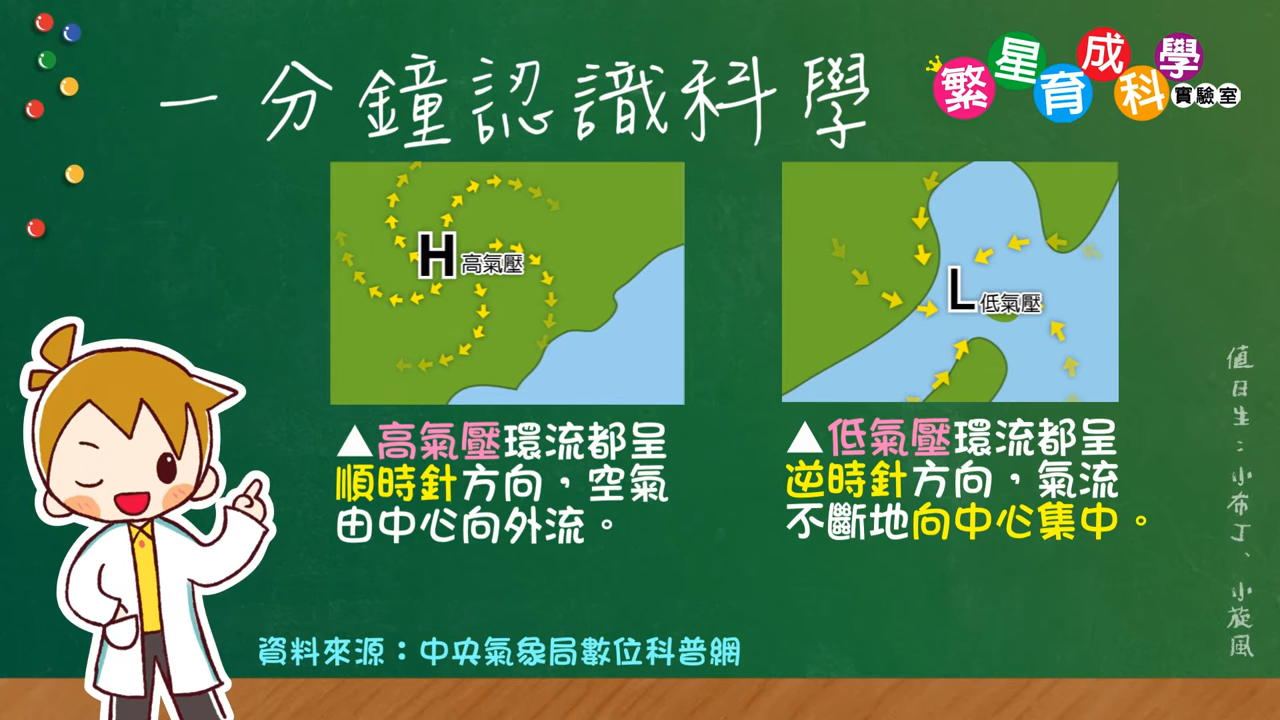 一分鐘認識科學
繁星育成科學
實驗室
H 高氣壓
L 低氣壓
▲高氣壓環流都呈
順時針方向，空氣
由中心向外流。
▲低氣壓環流都呈
逆時針方向，氣流
不斷地向中心集中。
值日生：小布丁、小旋風
資料來源：中央氣象局數位科普網